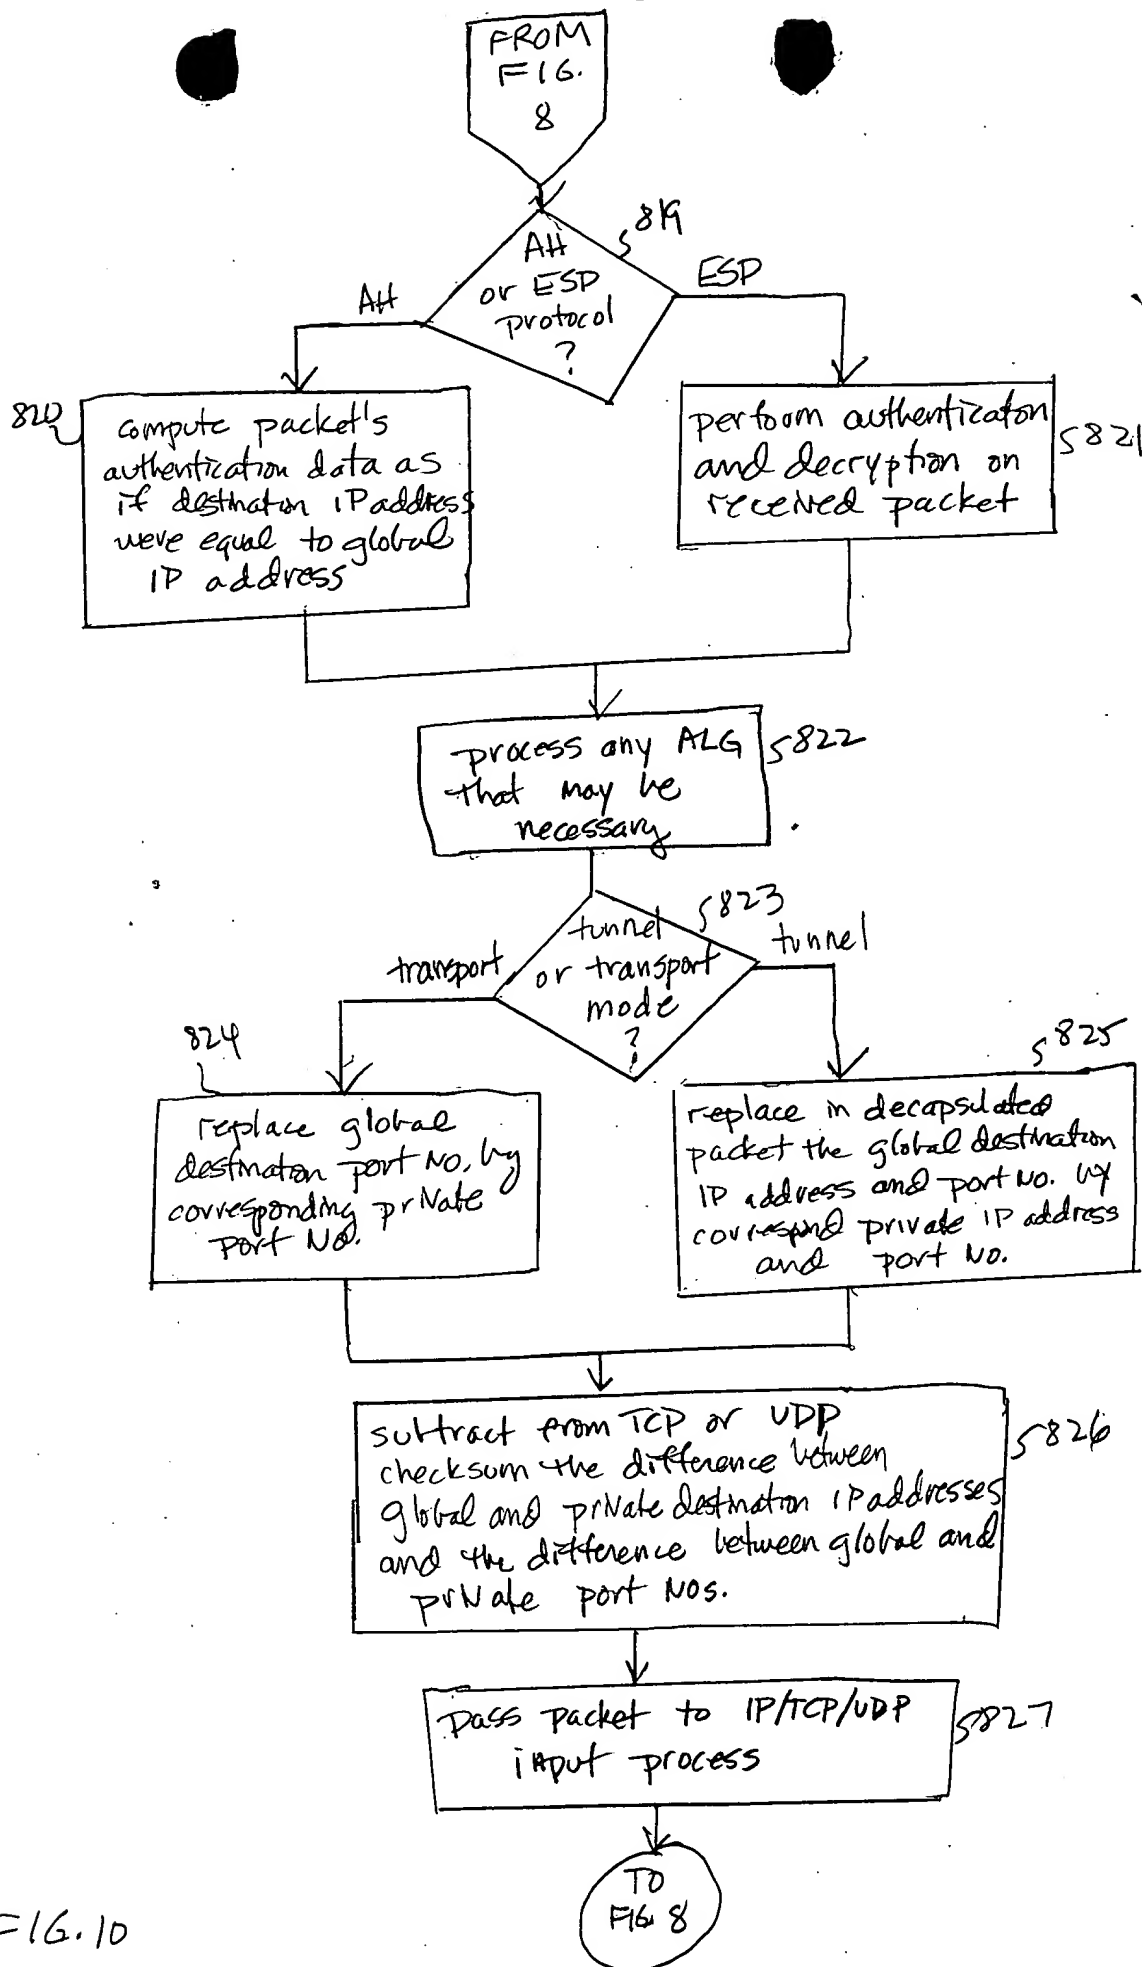 FROM
FIG.
8
819
AH
or ESP
protocol
?
AH
ESP
820
compute packet's
authentication data as
if destination IP address
were equal to global
IP address
perform authentication
and decryption on
received packet
821
process any ALG
that may be
necessary
822
823
tunnel
or transport
mode
?
transport
tunnel
824
replace global
destination port No. by
corresponding private
port No.
825
replace in decapsulated
packet the global destination
IP address and port No. by
correspond private IP address
and port No.
subtract from TCP or UDP
checksum the difference between
global and private destination IP addresses
and the difference between global and
private port Nos.
826
pass packet to IP/TCP/UDP
input process
827
TO
FIG. 8
FIG. 10